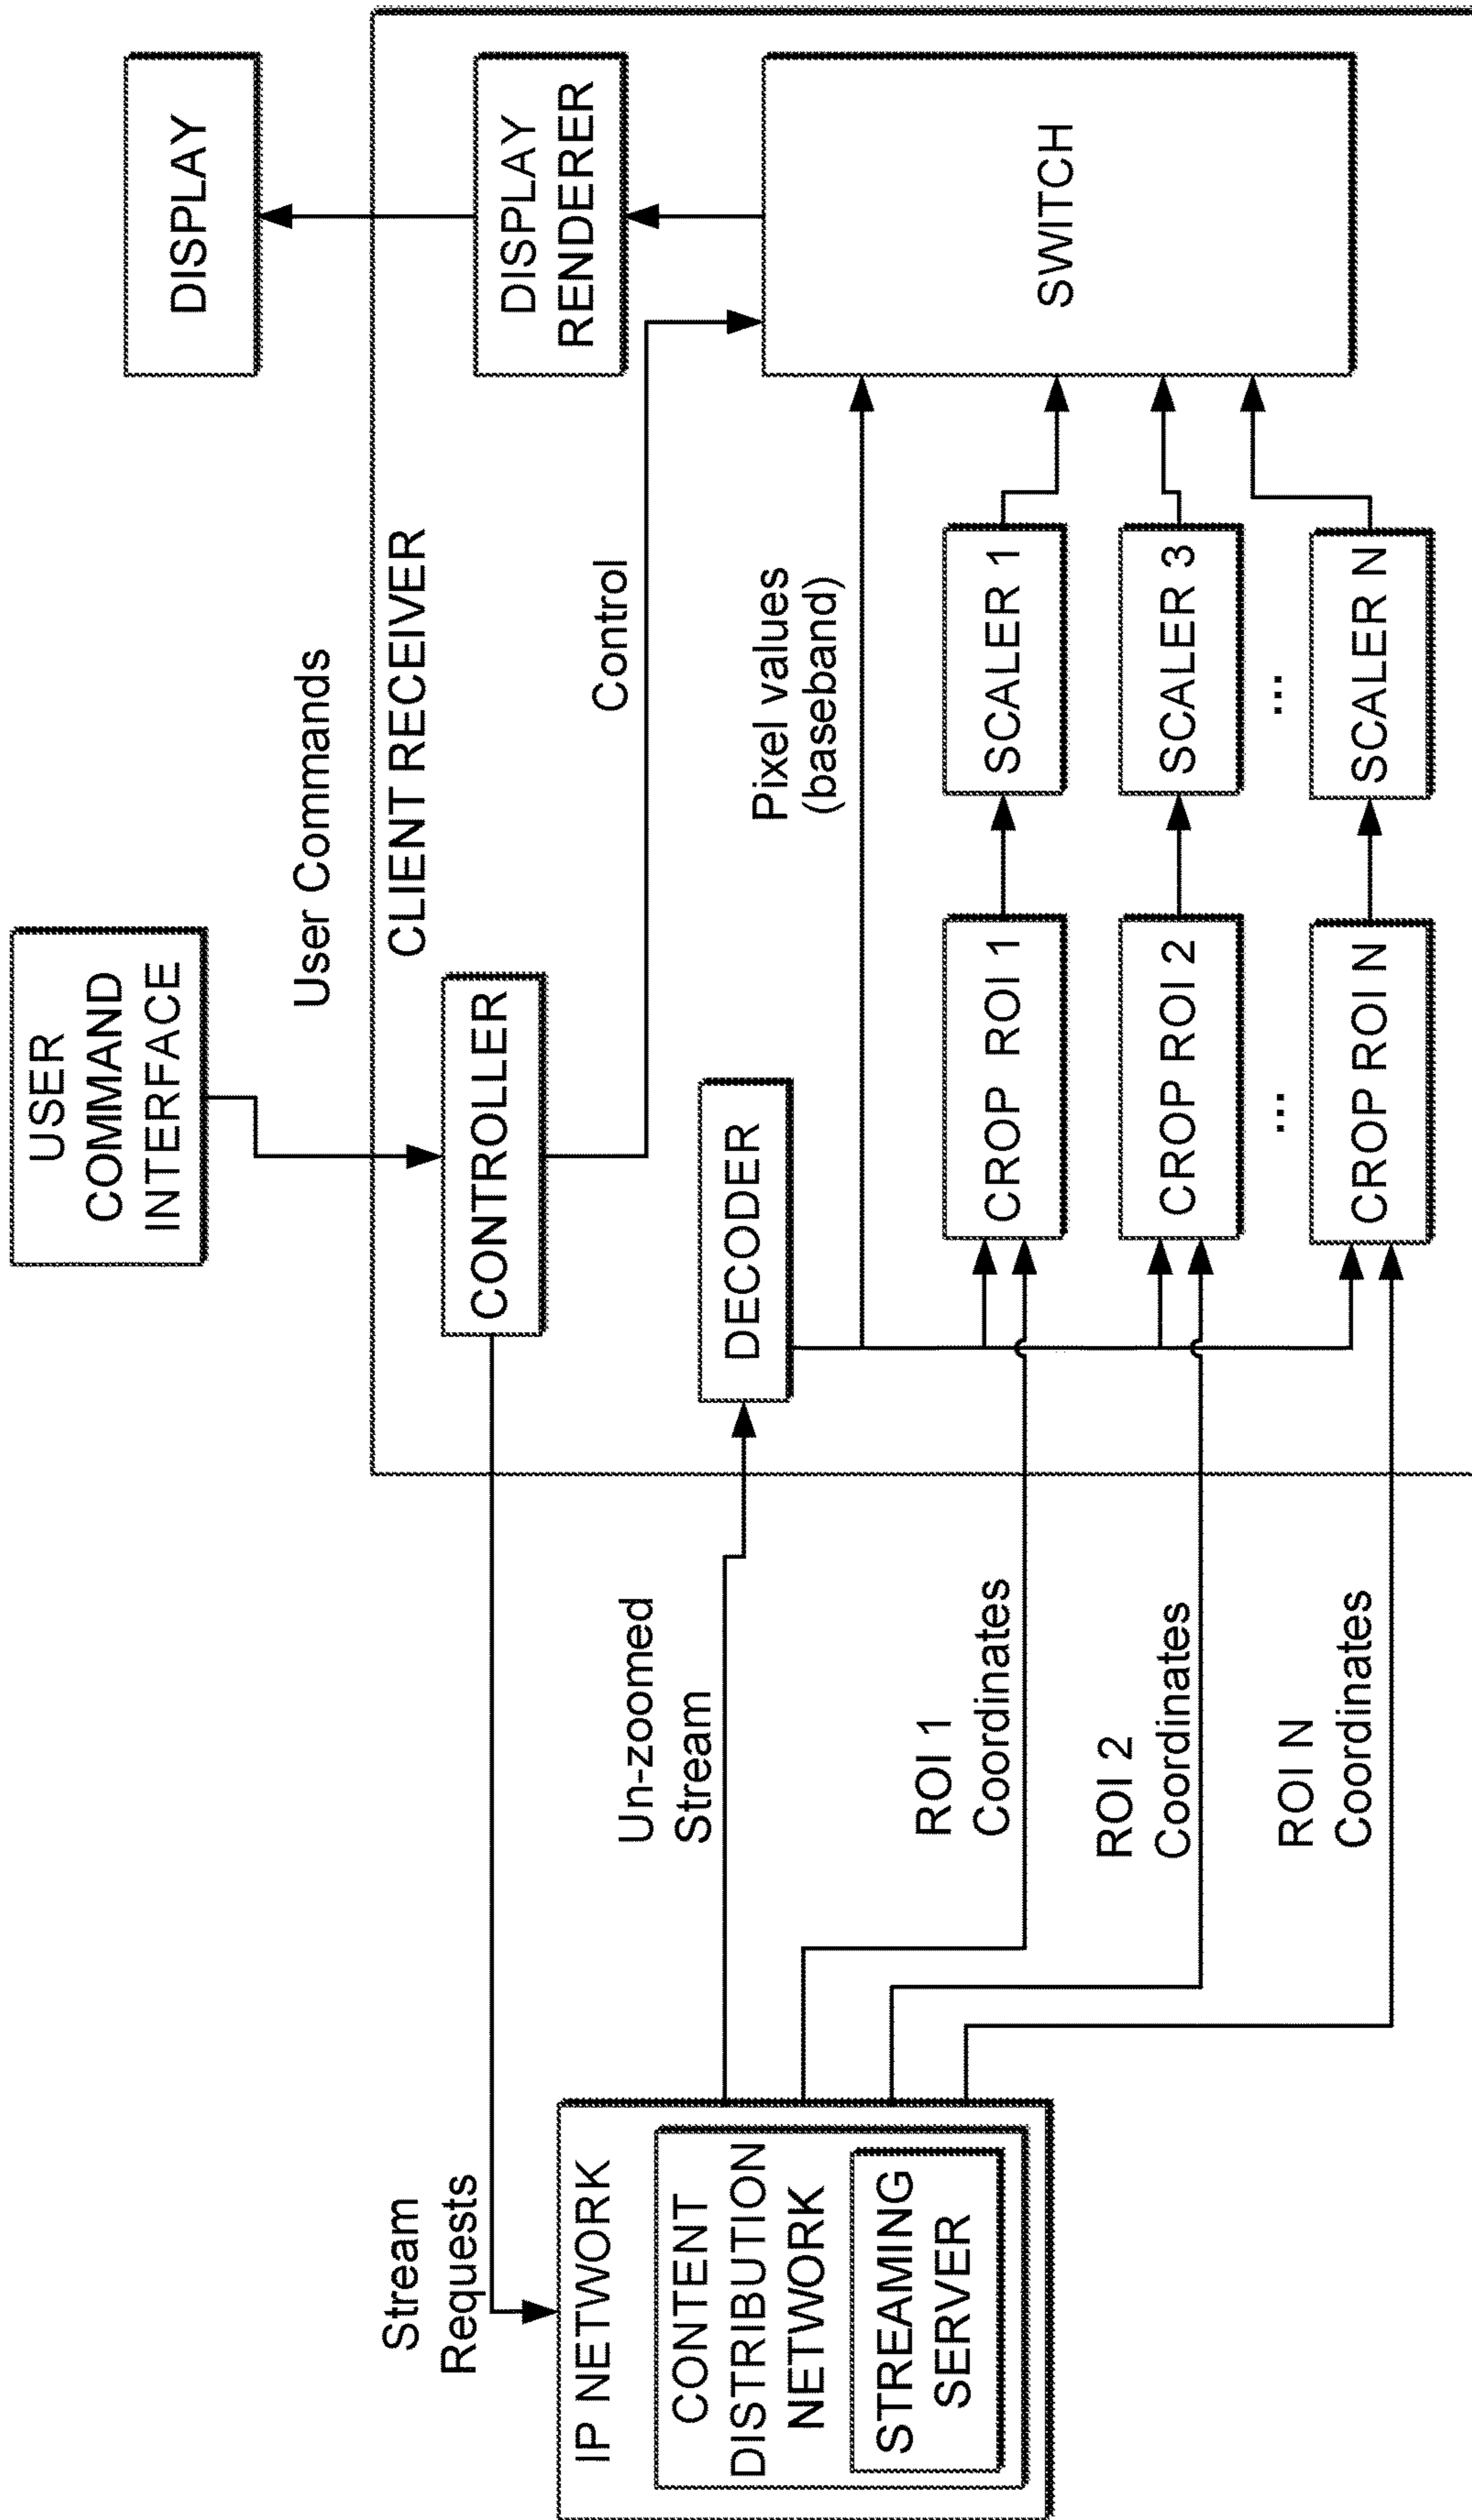 USER
COMMAND
INTERFACE
DISPLAY
User Commands
CLIENT RECEIVER
Stream
Requests
CONTROLLER
Control
DISPLAY
RENDERER
IP NETWORK
CONTENT
DISTRIBUTION
NETWORK
STREAMING
SERVER
Un-zoomed
Stream
DECODER
Pixel values
(baseband)
SWITCH
ROI 1
Coordinates
CROP ROI 1
SCALER 1
ROI 2
Coordinates
CROP ROI 2
SCALER 3
...
...
ROI N
Coordinates
CROP ROI N
SCALER N